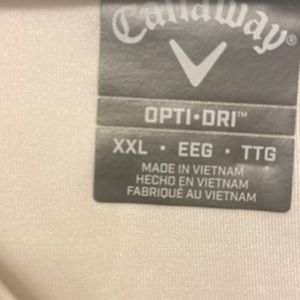 Callaway®
OPTI•DRI™
XXL • EEG • TTG
MADE IN VIETNAM
HECHO EN VIETNAM
FABRIQUÉ AU VIETNAM